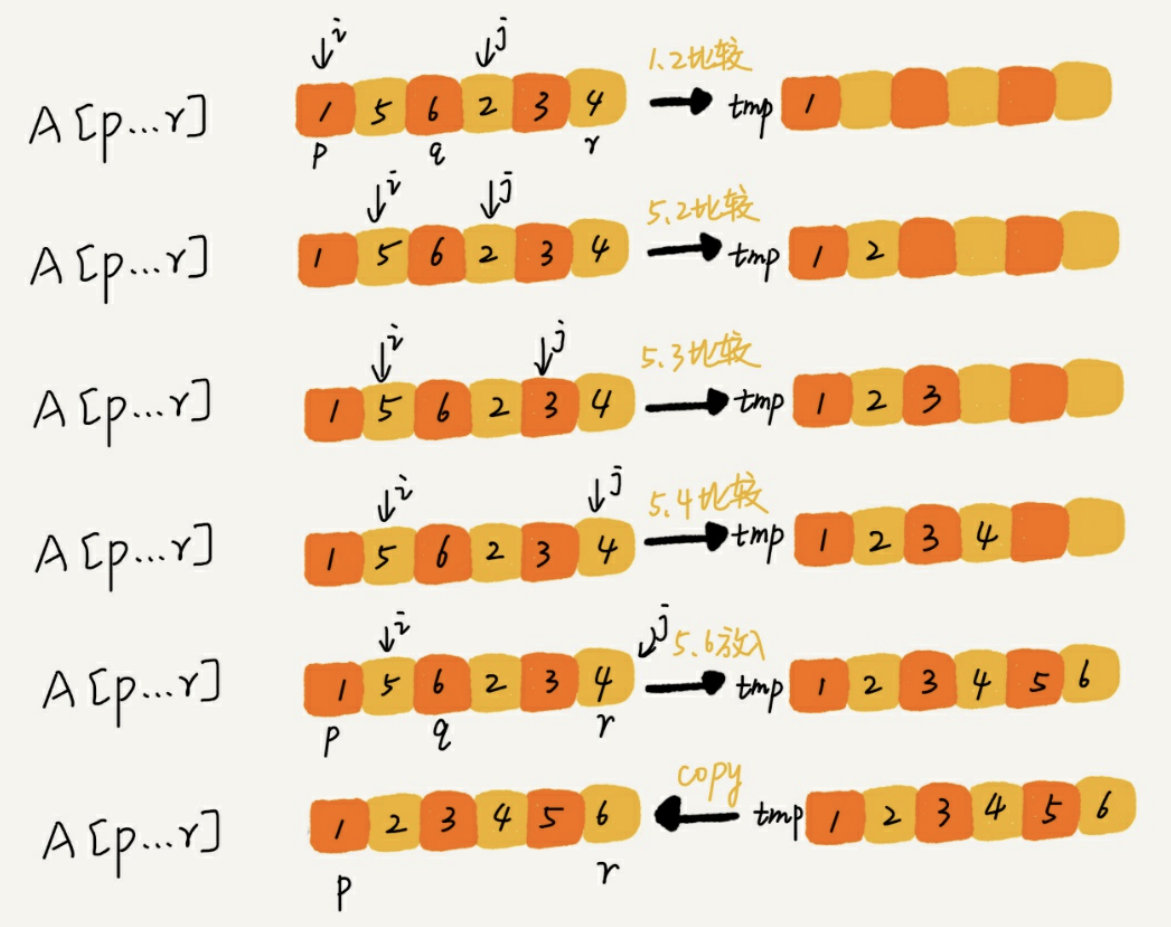 i j
A[p...r] 1 5 6 2 3 4 1.2比较 tmp 1
p q r
i j
A[p...r] 1 5 6 2 3 4 5.2比较 tmp 1 2
i j
A[p...r] 1 5 6 2 3 4 5.3比较 tmp 1 2 3
i j
A[p...r] 1 5 6 2 3 4 5.4比较 tmp 1 2 3 4
i j
A[p...r] 1 5 6 2 3 4 5.6放入 tmp 1 2 3 4 5 6
p q r
A[p...r] 1 2 3 4 5 6 copy tmp 1 2 3 4 5 6
p r